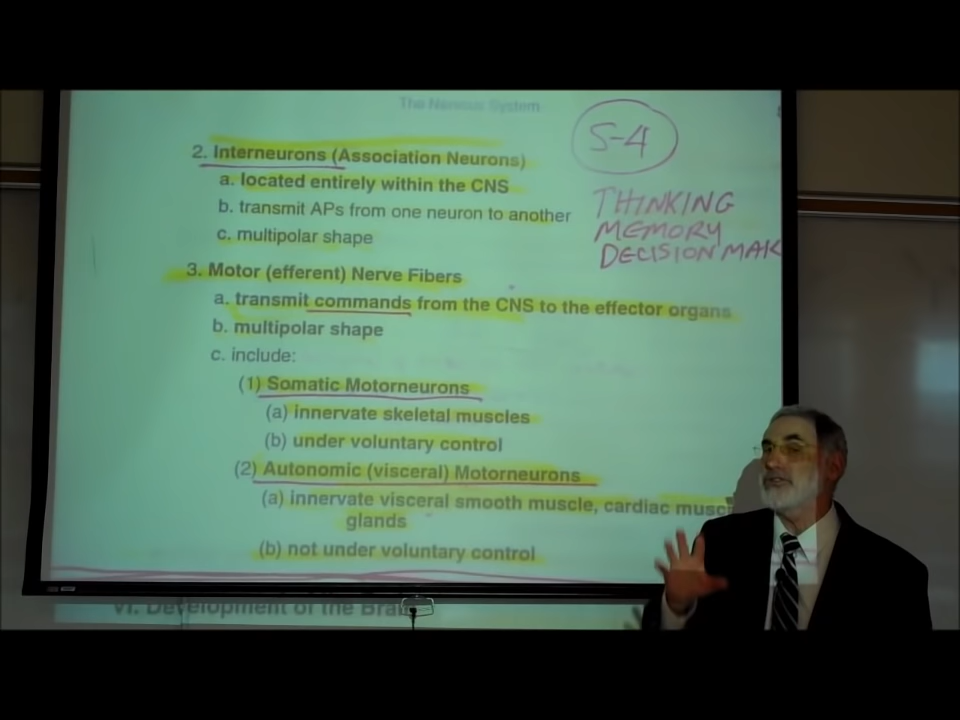 The Nervous System
S-4
2. Interneurons (Association Neurons)
a. located entirely within the CNS
b. transmit APs from one neuron to another
c. multipolar shape
THINKING
MEMORY
DECISION MAK
3. Motor (efferent) Nerve Fibers
a. transmit commands from the CNS to the effector organs
b. multipolar shape
c. include:
(1) Somatic Motorneurons
(a) innervate skeletal muscles
(b) under voluntary control
(2) Autonomic (visceral) Motorneurons
(a) innervate visceral smooth muscle, cardiac musc
glands
(b) not under voluntary control
VI. Development of the Brain